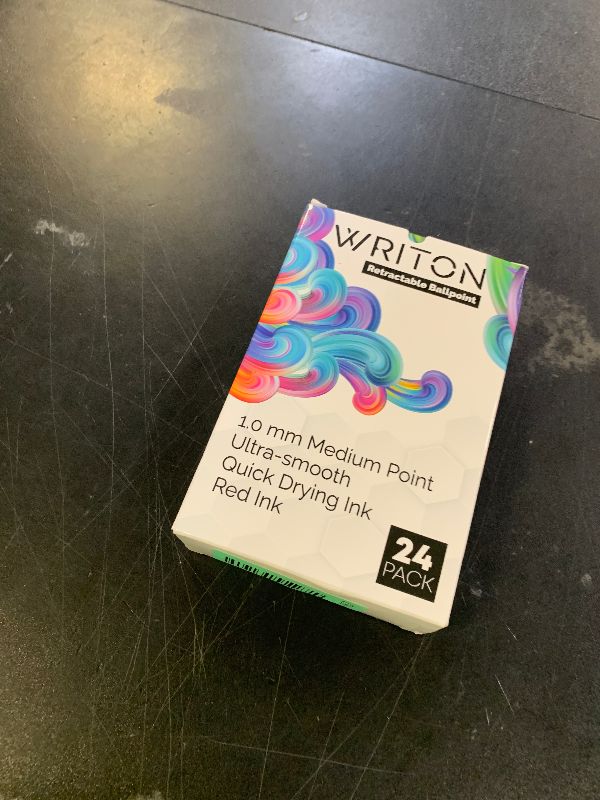 WRITON
Retractable Ballpoint
1.0 mm Medium Point
Ultra-smooth
Quick Drying Ink
Red Ink
24
PACK